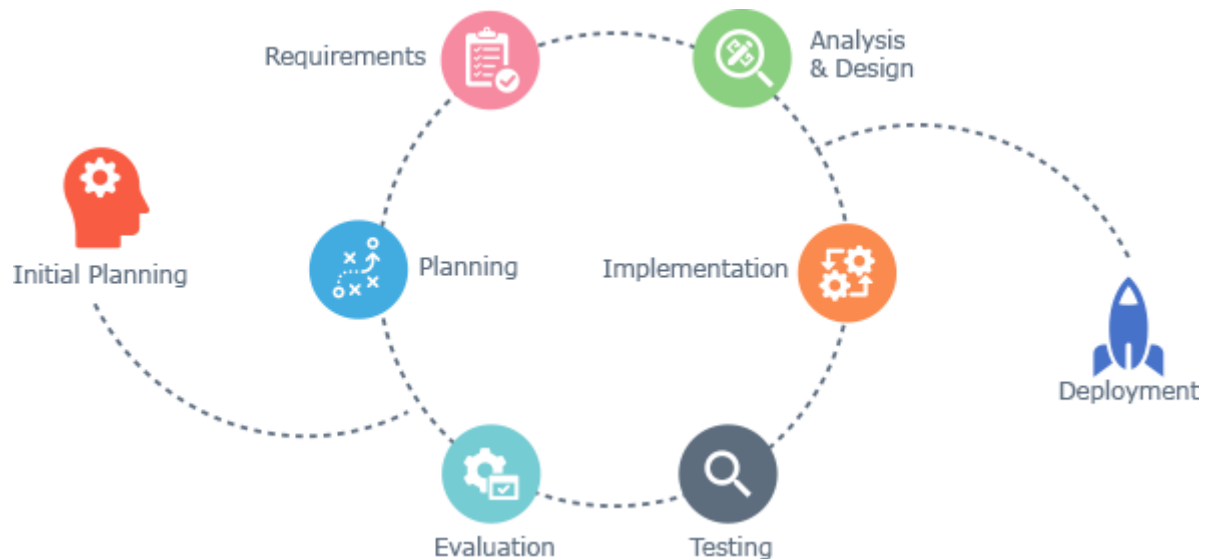 Requirements
Analysis
& Design
Initial Planning
Planning
Implementation
Deployment
Evaluation
Testing